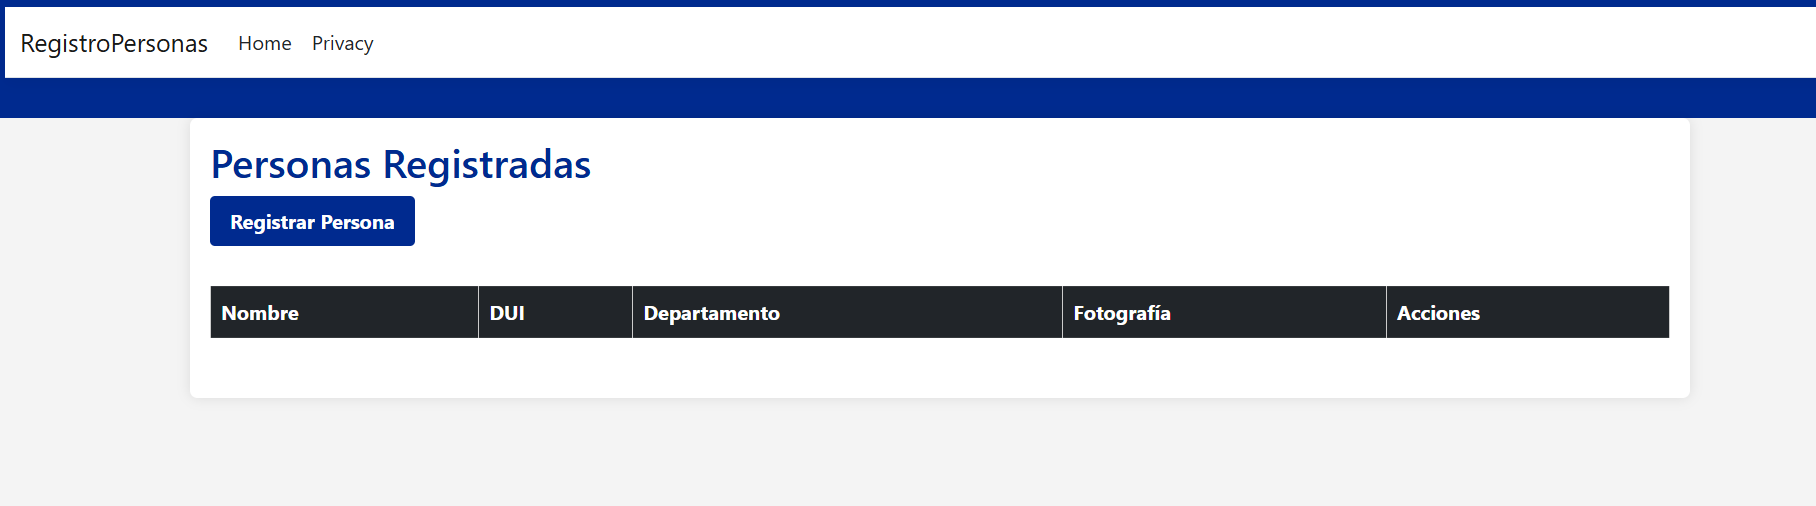 RegistroPersonas Home Privacy
Personas Registradas
Registrar Persona
Nombre DUI Departamento Fotografía Acciones